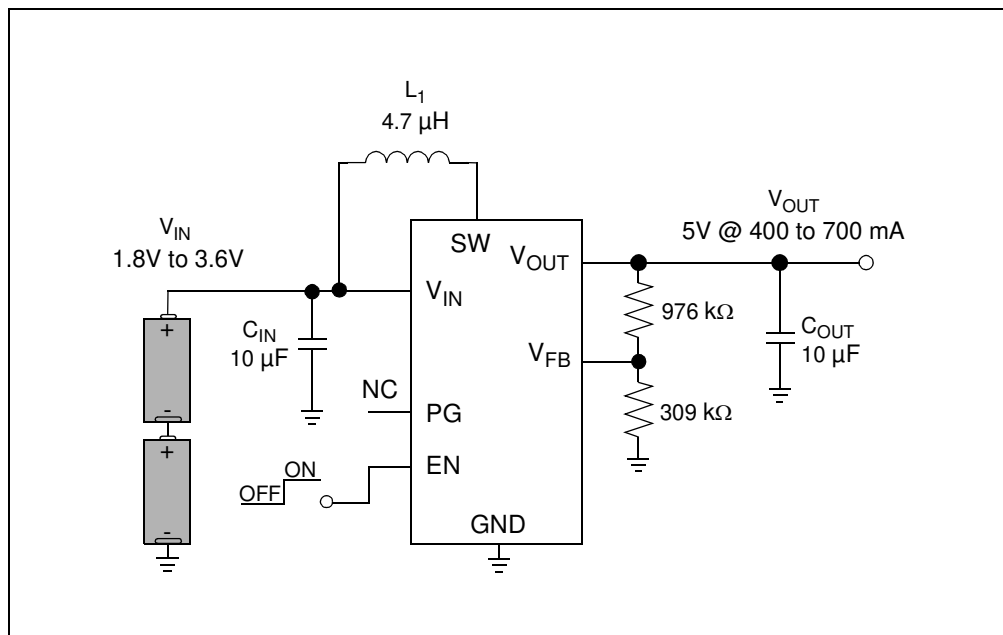 L1
4.7 µH
VIN
1.8V to 3.6V
VOUT
5V @ 400 to 700 mA
SW
VOUT
VIN
976 kΩ
CIN
10 µF
COUT
10 µF
VFB
NC
PG
309 kΩ
EN
ON
OFF
GND
+
-
+
-